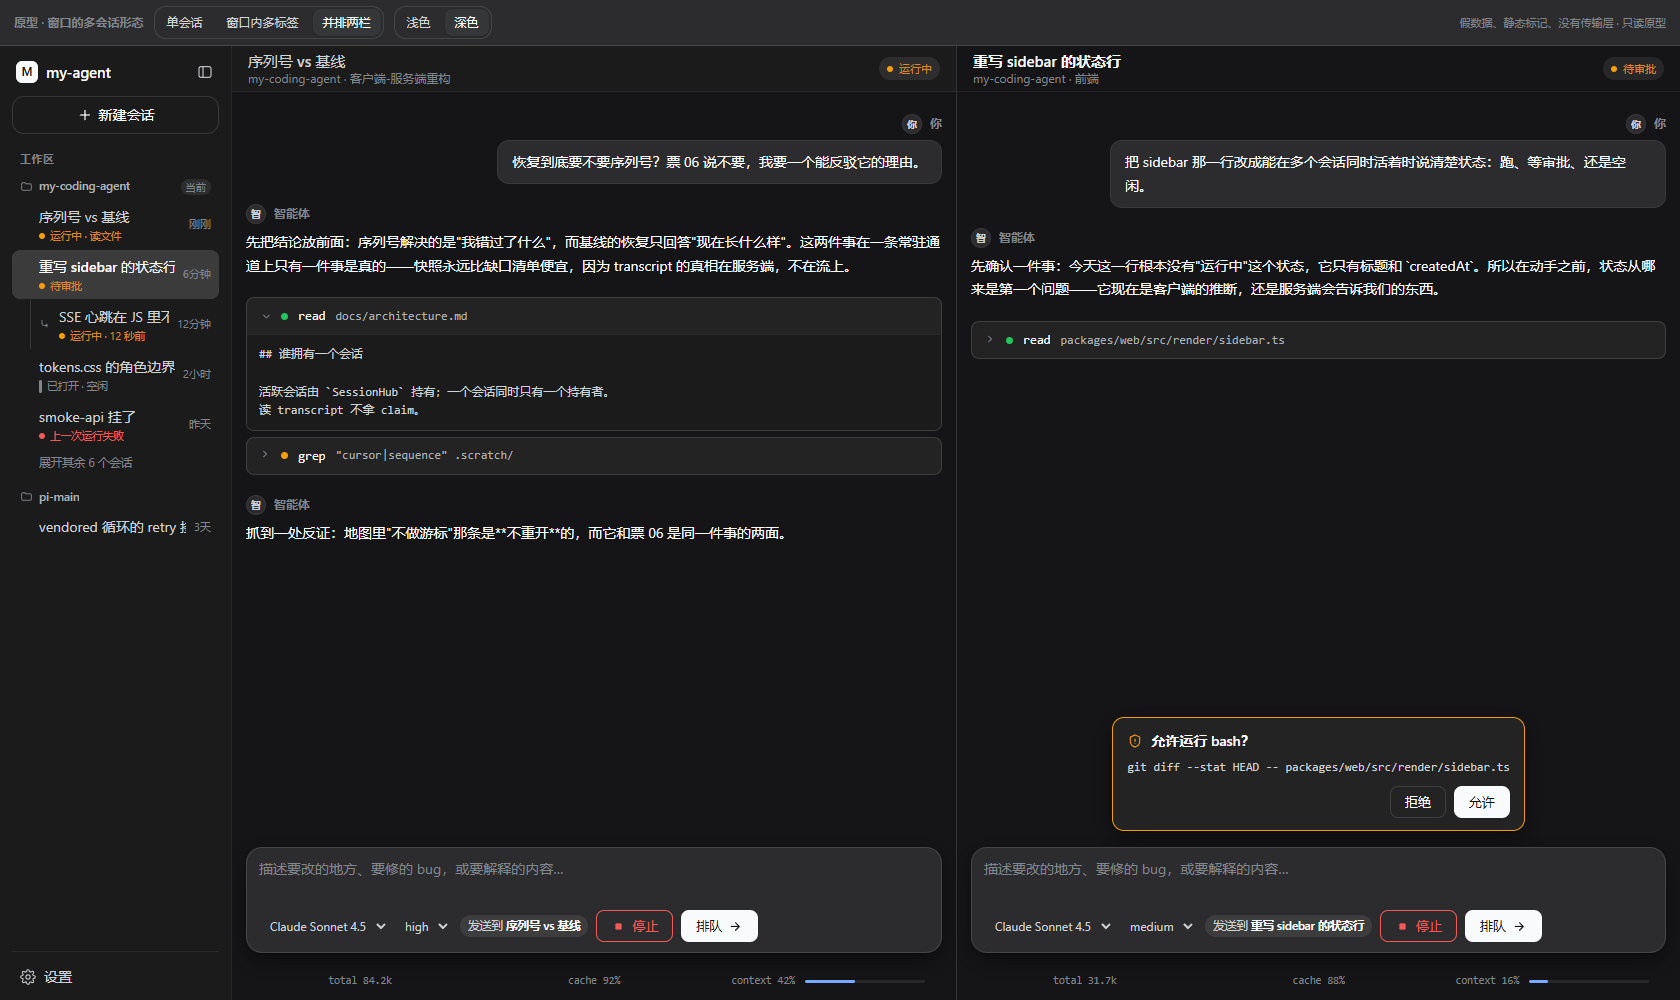 原型 · 窗口的多会话形态
单会话
窗口内多标签
并排两栏
浅色
深色
假数据、静态标记、没有传输层 · 只读原型
M my-agent
+ 新建会话
工作区
my-coding-agent 当前
序列号 vs 基线 刚刚
运行中 · 读文件
重写 sidebar 的状态行 6分钟
待审批
SSE 心跳在 JS 里不 12分钟
运行中 · 12 秒前
tokens.css 的角色边界 2小时
已打开 · 空闲
smoke-api 挂了 昨天
上一次运行失败
展开其余 6 个会话
pi-main
vendored 循环的 retry 3天
设置
序列号 vs 基线
my-coding-agent · 客户端-服务端重构
运行中
你 你
恢复到底要不要序列号？票 06 说不要，我要一个能反驳它的理由。
智 智能体
先把结论放前面：序列号解决的是"我错过了什么"，而基线的恢复只回答"现在长什么样"。这两件事在一条常驻通
道上只有一件事是真的——快照永远比缺口清单便宜，因为 transcript 的真相在服务端，不在流上。
read docs/architecture.md
## 谁拥有一个会话
活跃会话由 `SessionHub` 持有；一个会话同时只有一个持有者。
读 transcript 不拿 claim。
grep "cursor|sequence" .scratch/
智 智能体
抓到一处反证：地图里"不做游标"那条是**不重开**的，而它和票 06 是同一件事的两面。
描述要改的地方、要修的 bug，或要解释的内容...
Claude Sonnet 4.5 high 发送到 序列号 vs 基线 停止 排队 →
total 84.2k cache 92% context 42%
重写 sidebar 的状态行
my-coding-agent · 前端
待审批
你 你
把 sidebar 那一行改成能在多个会话同时活着时说清楚状态：跑、等审批、还是空
闲。
智 智能体
先确认一件事：今天这一行根本没有"运行中"这个状态，它只有标题和 `createdAt`。所以在动手之前，状态从哪
来是第一个问题——它现在是客户端的推断，还是服务端会告诉我们的东西。
read packages/web/src/render/sidebar.ts
允许运行 bash？
git diff --stat HEAD -- packages/web/src/render/sidebar.ts
拒绝 允许
描述要改的地方、要修的 bug，或要解释的内容...
Claude Sonnet 4.5 medium 发送到 重写 sidebar 的状态行 停止 排队 →
total 31.7k cache 88% context 16%